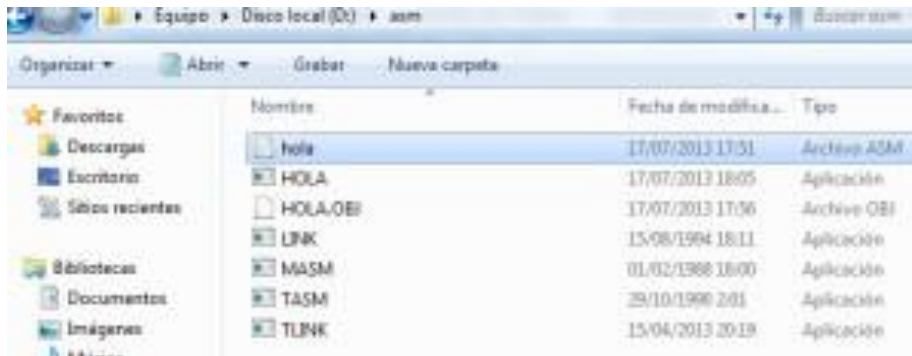 Equipo ▸ Disco local (D:) ▸ asm
Organizar Abrir Grabar Nueva carpeta
Nombre Fecha de modifica... Tipo
Favoritos
Descargas
Escritorio
Sitios recientes
Bibliotecas
Documentos
Imágenes
hola 17/07/2013 17:51 Archivo ASM
HOLA 17/07/2013 18:05 Aplicación
HOLA.OBJ 17/07/2013 17:56 Archivo OBJ
LINK 15/08/1994 18:11 Aplicación
MASM 01/02/1988 18:00 Aplicación
TASM 29/10/1990 2:01 Aplicación
TLINK 15/04/2013 20:19 Aplicación